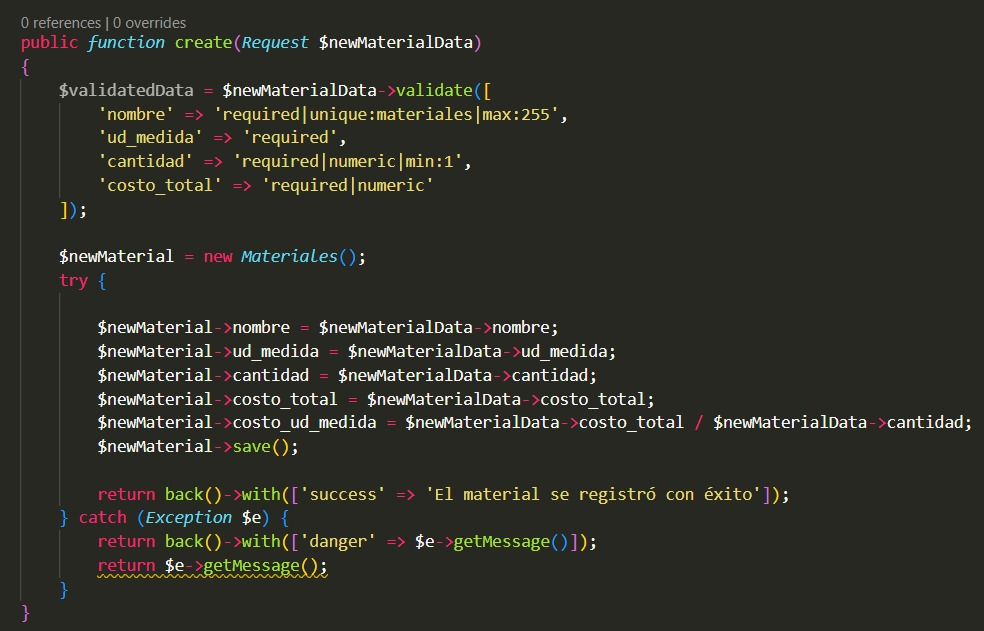 0 references | 0 overrides
public function create(Request $newMaterialData)
{
    $validatedData = $newMaterialData->validate([
        'nombre' => 'required|unique:materiales|max:255',
        'ud_medida' => 'required',
        'cantidad' => 'required|numeric|min:1',
        'costo_total' => 'required|numeric'
    ]);

    $newMaterial = new Materiales();
    try {

        $newMaterial->nombre = $newMaterialData->nombre;
        $newMaterial->ud_medida = $newMaterialData->ud_medida;
        $newMaterial->cantidad = $newMaterialData->cantidad;
        $newMaterial->costo_total = $newMaterialData->costo_total;
        $newMaterial->costo_ud_medida = $newMaterialData->costo_total / $newMaterialData->cantidad;
        $newMaterial->save();

        return back()->with(['success' => 'El material se registró con éxito']);
    } catch (Exception $e) {
        return back()->with(['danger' => $e->getMessage()]);
        return $e->getMessage();
    }
}